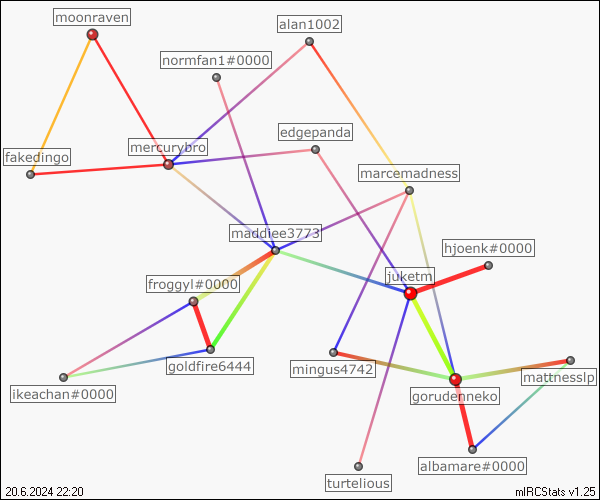 moonraven
alan1002
normfan1#0000
edgepanda
mercurybro
fakedingo
marcemadness
maddiee3773
hjoenk#0000
juketm
froggyl#0000
goldfire6444
mingus4742
mattnesslp
ikeachan#0000
gorudenneko
albamare#0000
turtelious
20.6.2024 22:20
mIRCStats v1.25